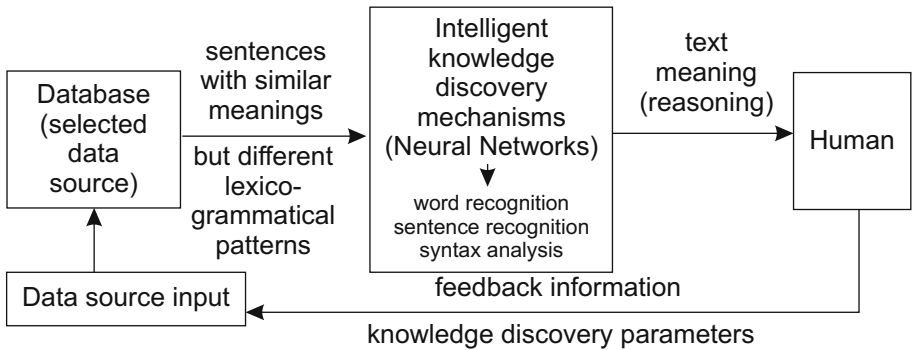 Database
(selected
data
source)
sentences
with similar
meanings
but different
lexico-
grammatical
patterns
Intelligent
knowledge
discovery
mechanisms
(Neural Networks)
word recognition
sentence recognition
syntax analysis
text
meaning
(reasoning)
Human
Data source input
feedback information
knowledge discovery parameters